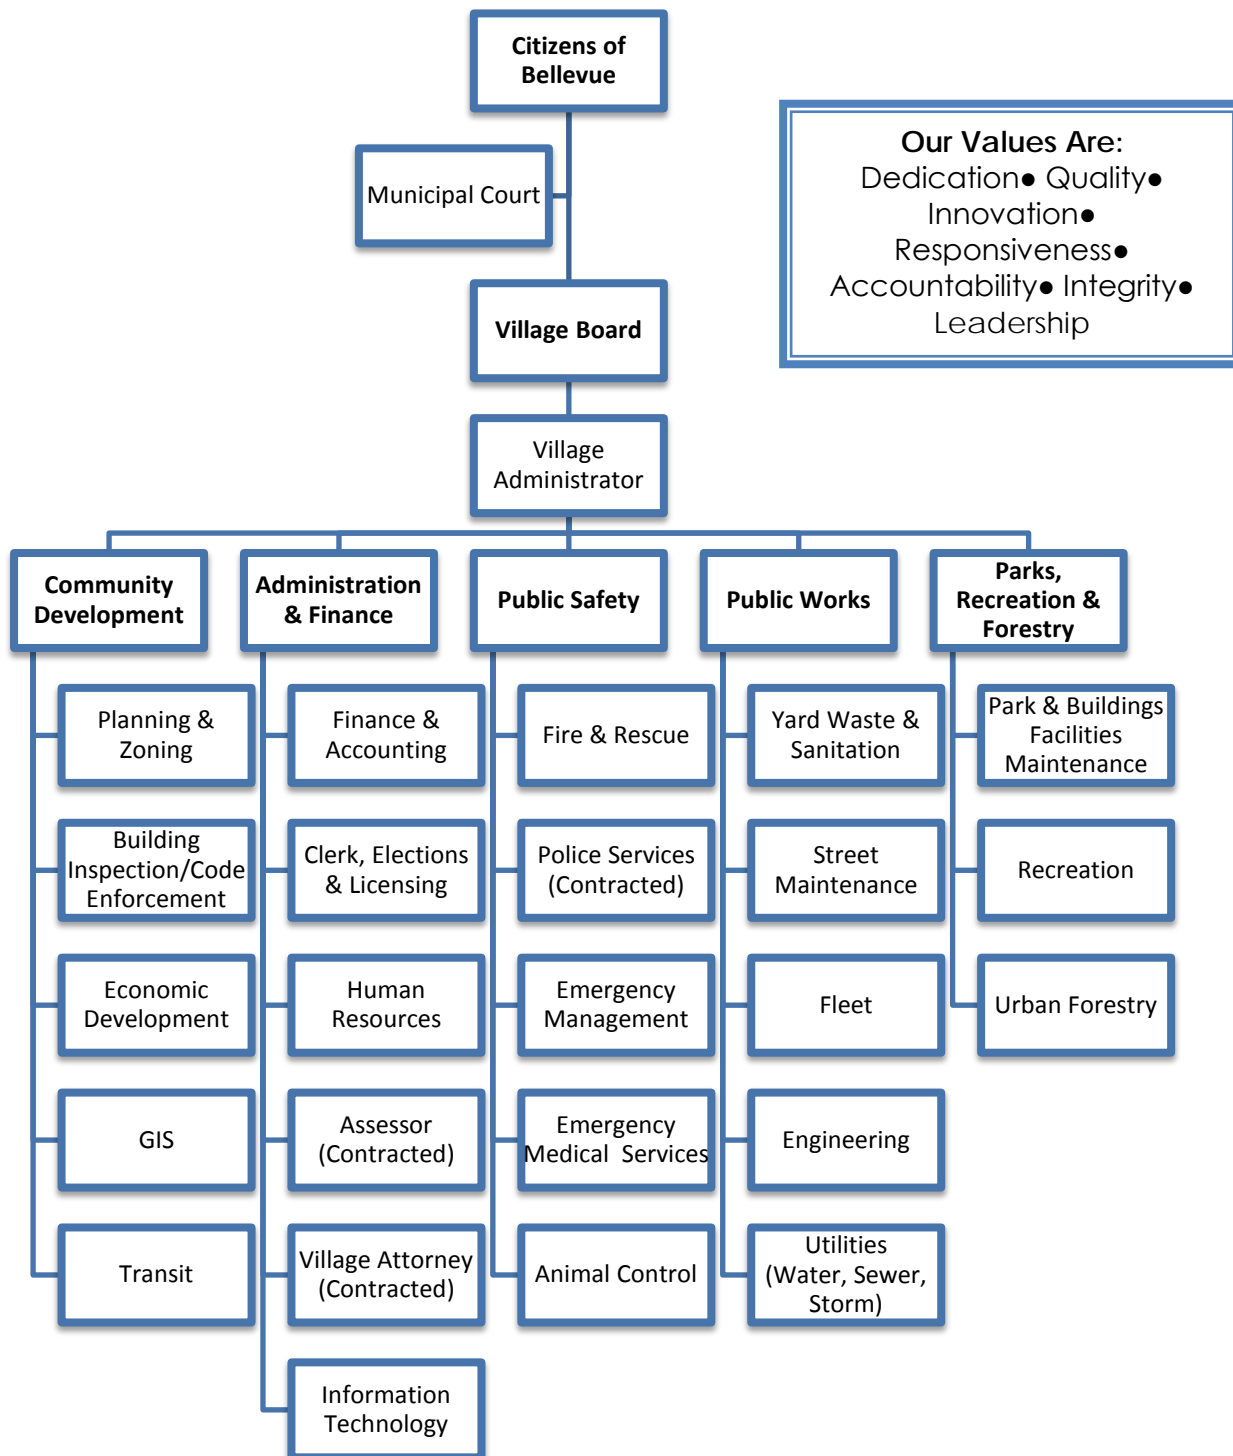 Citizens of
Bellevue
Our Values Are:
Dedication● Quality●
Innovation●
Responsiveness●
Accountability● Integrity●
Leadership
Municipal Court
Village Board
Village
Administrator
Community
Development
Administration
& Finance
Public Safety
Public Works
Parks,
Recreation &
Forestry
Planning &
Zoning
Building
Inspection/Code
Enforcement
Economic
Development
GIS
Transit
Finance &
Accounting
Clerk, Elections
& Licensing
Human
Resources
Assessor
(Contracted)
Village Attorney
(Contracted)
Information
Technology
Fire & Rescue
Police Services
(Contracted)
Emergency
Management
Emergency
Medical  Services
Animal Control
Yard Waste &
Sanitation
Street
Maintenance
Fleet
Engineering
Utilities
(Water, Sewer,
Storm)
Park & Buildings
Facilities
Maintenance
Recreation
Urban Forestry